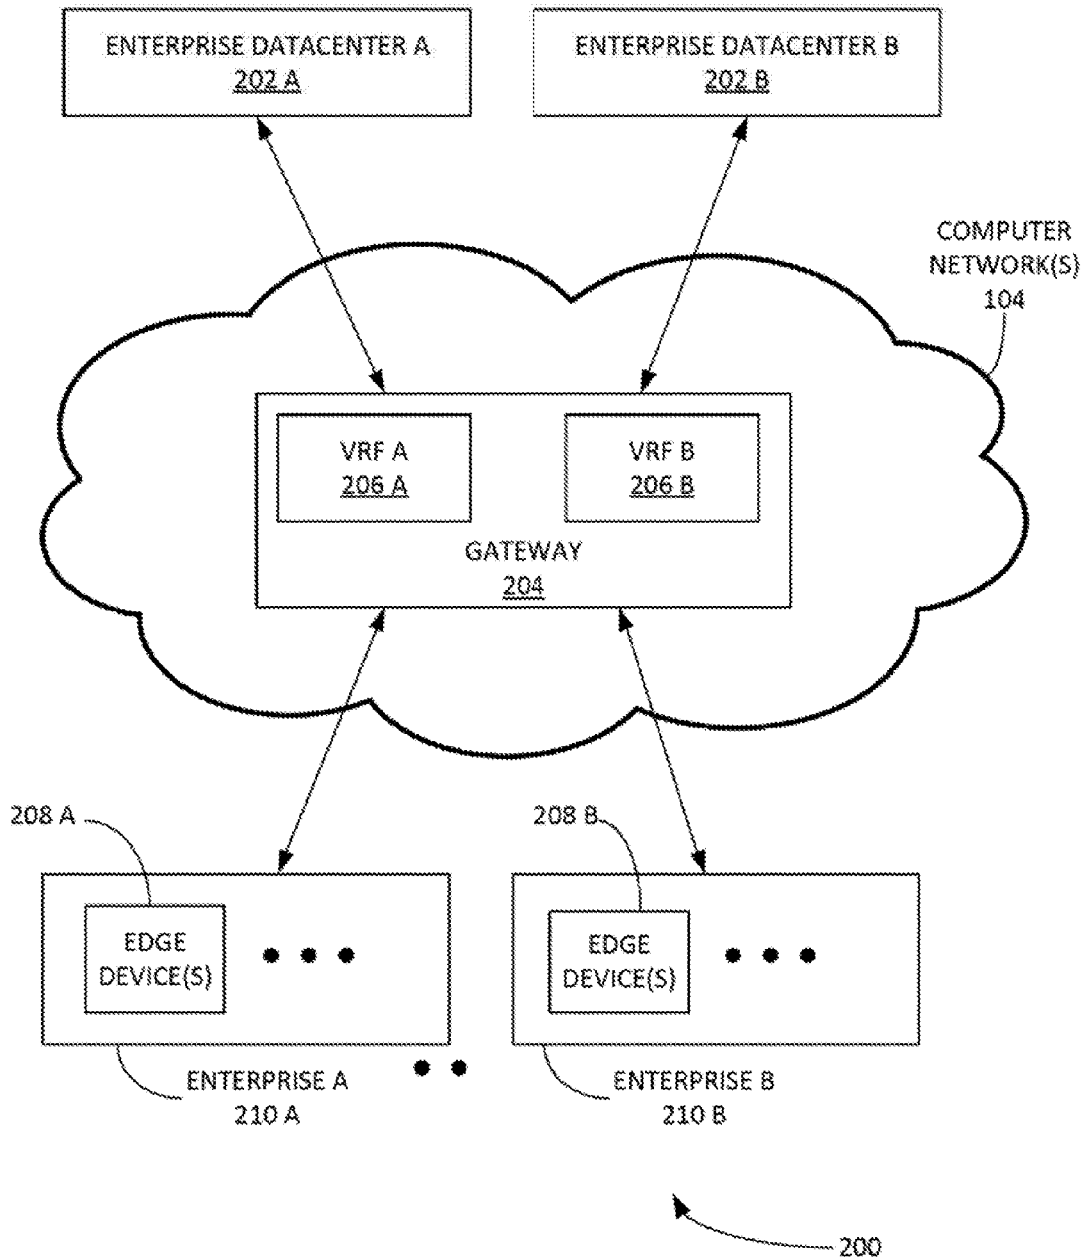 ENTERPRISE DATACENTER A
202 A
ENTERPRISE DATACENTER B
202 B
COMPUTER
NETWORK(S)
104
VRF A
206 A
VRF B
206 B
GATEWAY
204
208 A
208 B
EDGE
DEVICE(S)
EDGE
DEVICE(S)
ENTERPRISE A
210 A
ENTERPRISE B
210 B
200